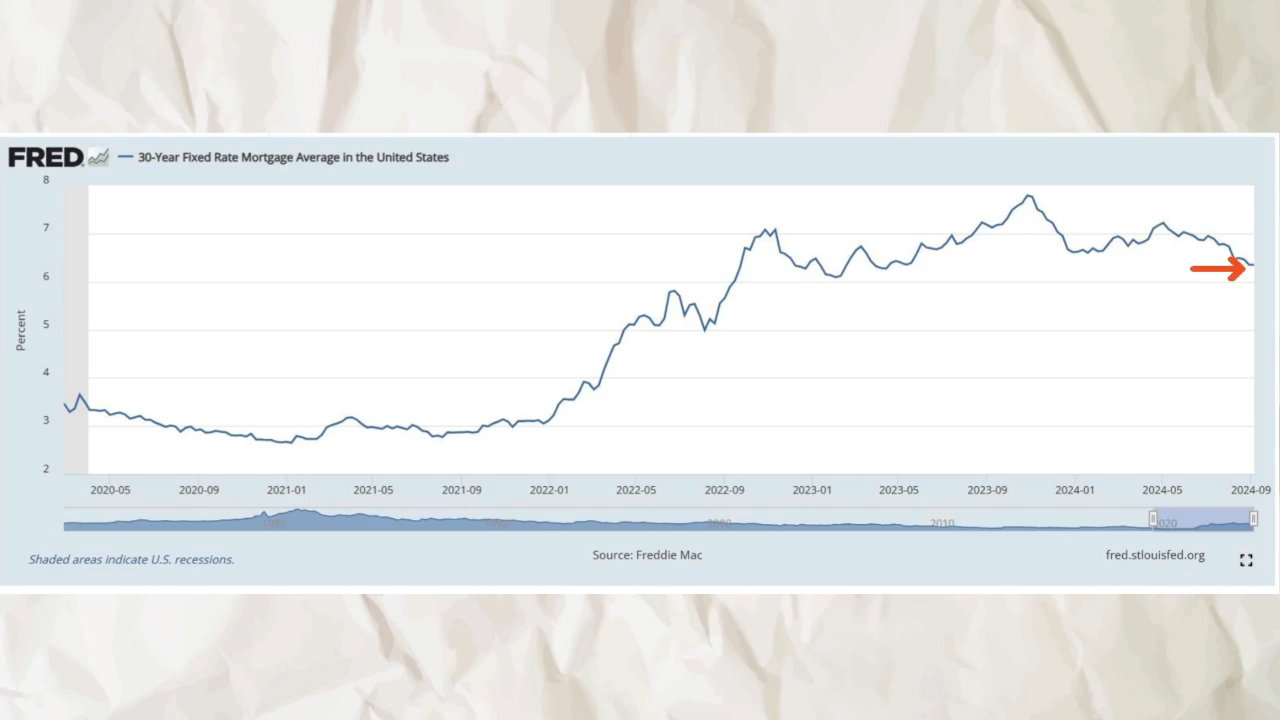 FRED
30-Year Fixed Rate Mortgage Average in the United States
8
7
6
5
4
3
2
Percent
2020-05 2020-09 2021-01 2021-05 2021-09 2022-01 2022-05 2022-09 2023-01 2023-05 2023-09 2024-01 2024-05 2024-09
2010
Shaded areas indicate U.S. recessions.
Source: Freddie Mac
fred.stlouisfed.org